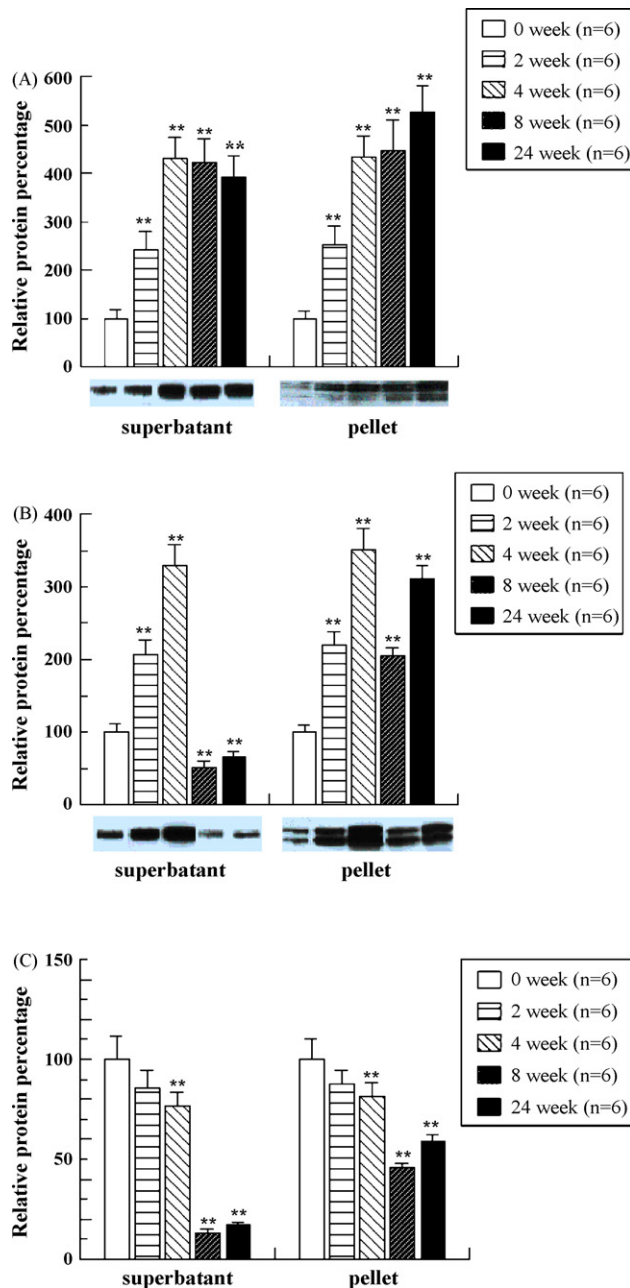 0 week (n=6)
2 week (n=6)
4 week (n=6)
8 week (n=6)
24 week (n=6)
(A)
Relative protein percentage
600
500
400
300
200
100
0
**
**
**
**
**
**
**
**
superbatant
pellet
0 week (n=6)
2 week (n=6)
4 week (n=6)
8 week (n=6)
24 week (n=6)
(B)
Relative protein percentage
400
300
200
100
0
**
**
**
**
**
**
**
**
superbatant
pellet
0 week (n=6)
2 week (n=6)
4 week (n=6)
8 week (n=6)
24 week (n=6)
(C)
Relative protein percentage
150
100
50
0
**
**
**
**
**
**
superbatant
pellet